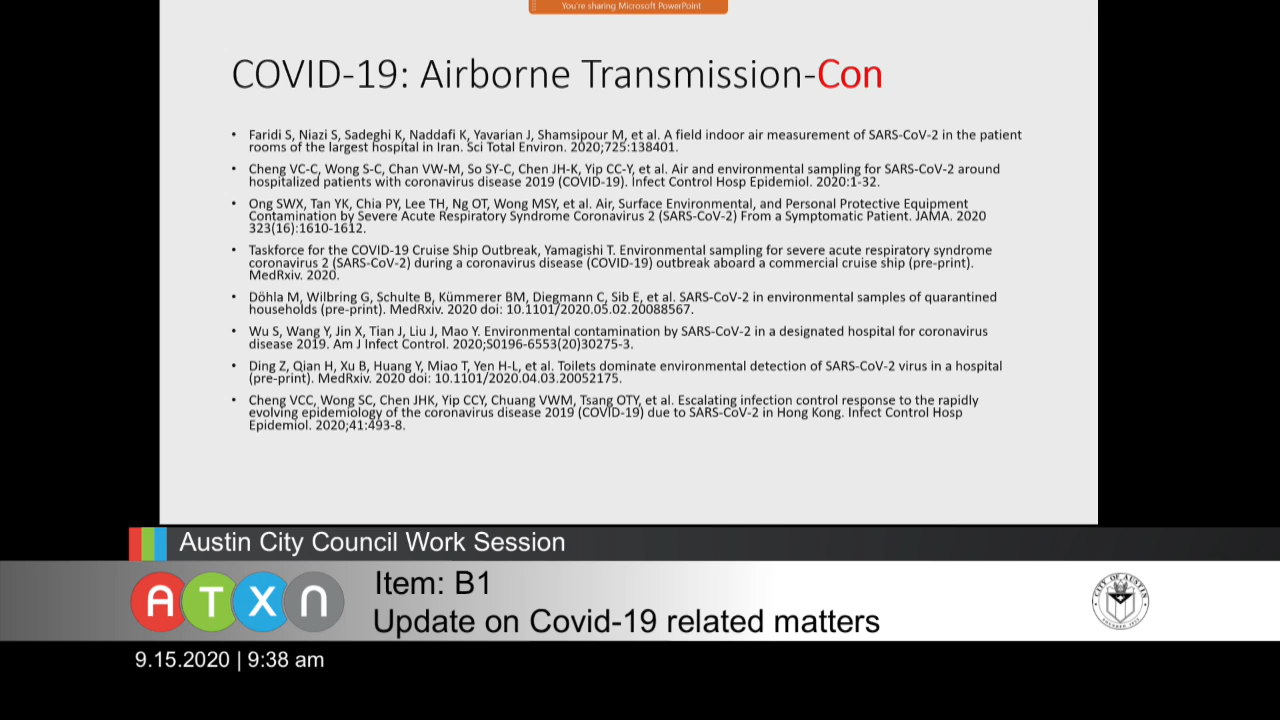 You're sharing Microsoft PowerPoint
COVID-19: Airborne Transmission-Con
• Faridi S, Niazi S, Sadeghi K, Naddafi K, Yavarian J, Shamsipour M, et al. A field indoor air measurement of SARS-CoV-2 in the patient
rooms of the largest hospital in Iran. Sci Total Environ. 2020;725:138401.
• Cheng VC-C, Wong S-C, Chan VW-M, So SY-C, Chen JH-K, Yip CC-Y, et al. Air and environmental sampling for SARS-CoV-2 around
hospitalized patients with coronavirus disease 2019 (COVID-19). Infect Control Hosp Epidemiol. 2020:1-32.
• Ong SWX, Tan YK, Chia PY, Lee TH, Ng OT, Wong MSY, et al. Air, Surface Environmental, and Personal Protective Equipment
Contamination by Severe Acute Respiratory Syndrome Coronavirus 2 (SARS-CoV-2) From a Symptomatic Patient. JAMA. 2020
323(16):1610-1612.
• Taskforce for the COVID-19 Cruise Ship Outbreak, Yamagishi T. Environmental sampling for severe acute respiratory syndrome
coronavirus 2 (SARS-CoV-2) during a coronavirus disease (COVID-19) outbreak aboard a commercial cruise ship (pre-print).
MedRxiv. 2020.
• Döhla M, Wilbring G, Schulte B, Kümmerer BM, Diegmann C, Sib E, et al. SARS-CoV-2 in environmental samples of quarantined
households (pre-print). MedRxiv. 2020 doi: 10.1101/2020.05.02.20088567.
• Wu S, Wang Y, Jin X, Tian J, Liu J, Mao Y. Environmental contamination by SARS-CoV-2 in a designated hospital for coronavirus
disease 2019. Am J Infect Control. 2020;S0196-6553(20)30275-3.
• Ding Z, Qian H, Xu B, Huang Y, Miao T, Yen H-L, et al. Toilets dominate environmental detection of SARS-CoV-2 virus in a hospital
(pre-print). MedRxiv. 2020 doi: 10.1101/2020.04.03.20052175.
• Cheng VCC, Wong SC, Chen JHK, Yip CCY, Chuang VWM, Tsang OTY, et al. Escalating infection control response to the rapidly
evolving epidemiology of the coronavirus disease 2019 (COVID-19) due to SARS-CoV-2 in Hong Kong. Infect Control Hosp
Epidemiol. 2020;41:493-8.
Austin City Council Work Session
ATXN
Item: B1
Update on Covid-19 related matters
CITY OF AUSTIN
9.15.2020 | 9:38 am